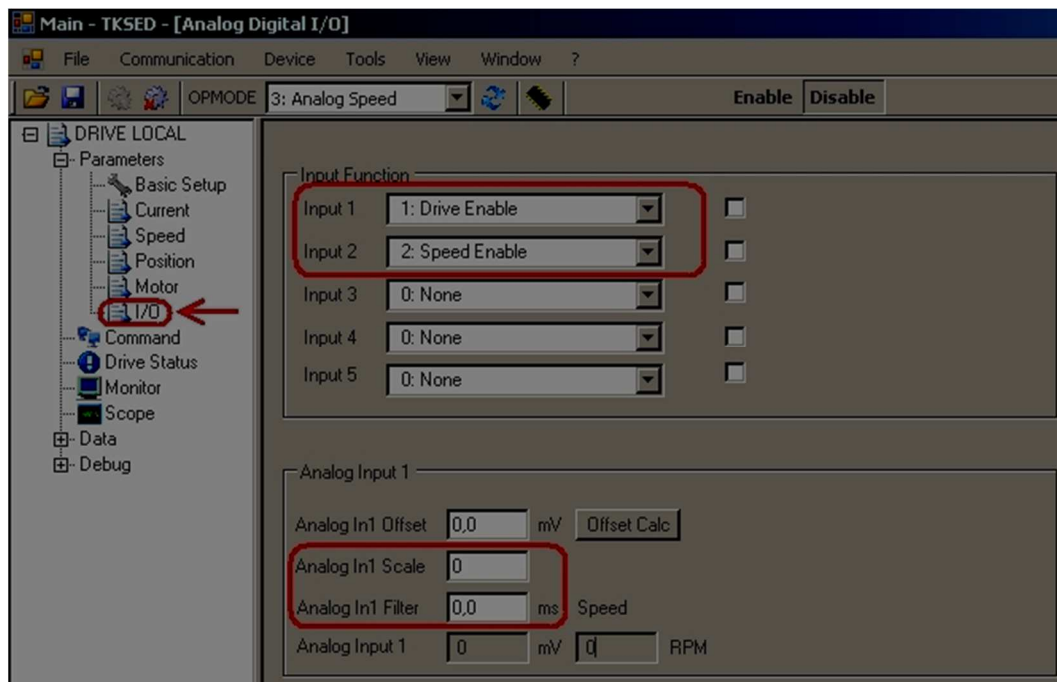 Main - TKSED - [Analog Digital I/O]
File Communication Device Tools View Window ?
OPMODE 3: Analog Speed Enable Disable
DRIVE LOCAL
Parameters
Basic Setup
Current
Speed
Position
Motor
I/O
Command
Drive Status
Monitor
Scope
Data
Debug
Input Function
Input 1 1: Drive Enable
Input 2 2: Speed Enable
Input 3 0: None
Input 4 0: None
Input 5 0: None
Analog Input 1
Analog In1 Offset 0,0 mV Offset Calc
Analog In1 Scale 0
Analog In1 Filter 0,0 ms Speed
Analog Input 1 0 mV 0 RPM